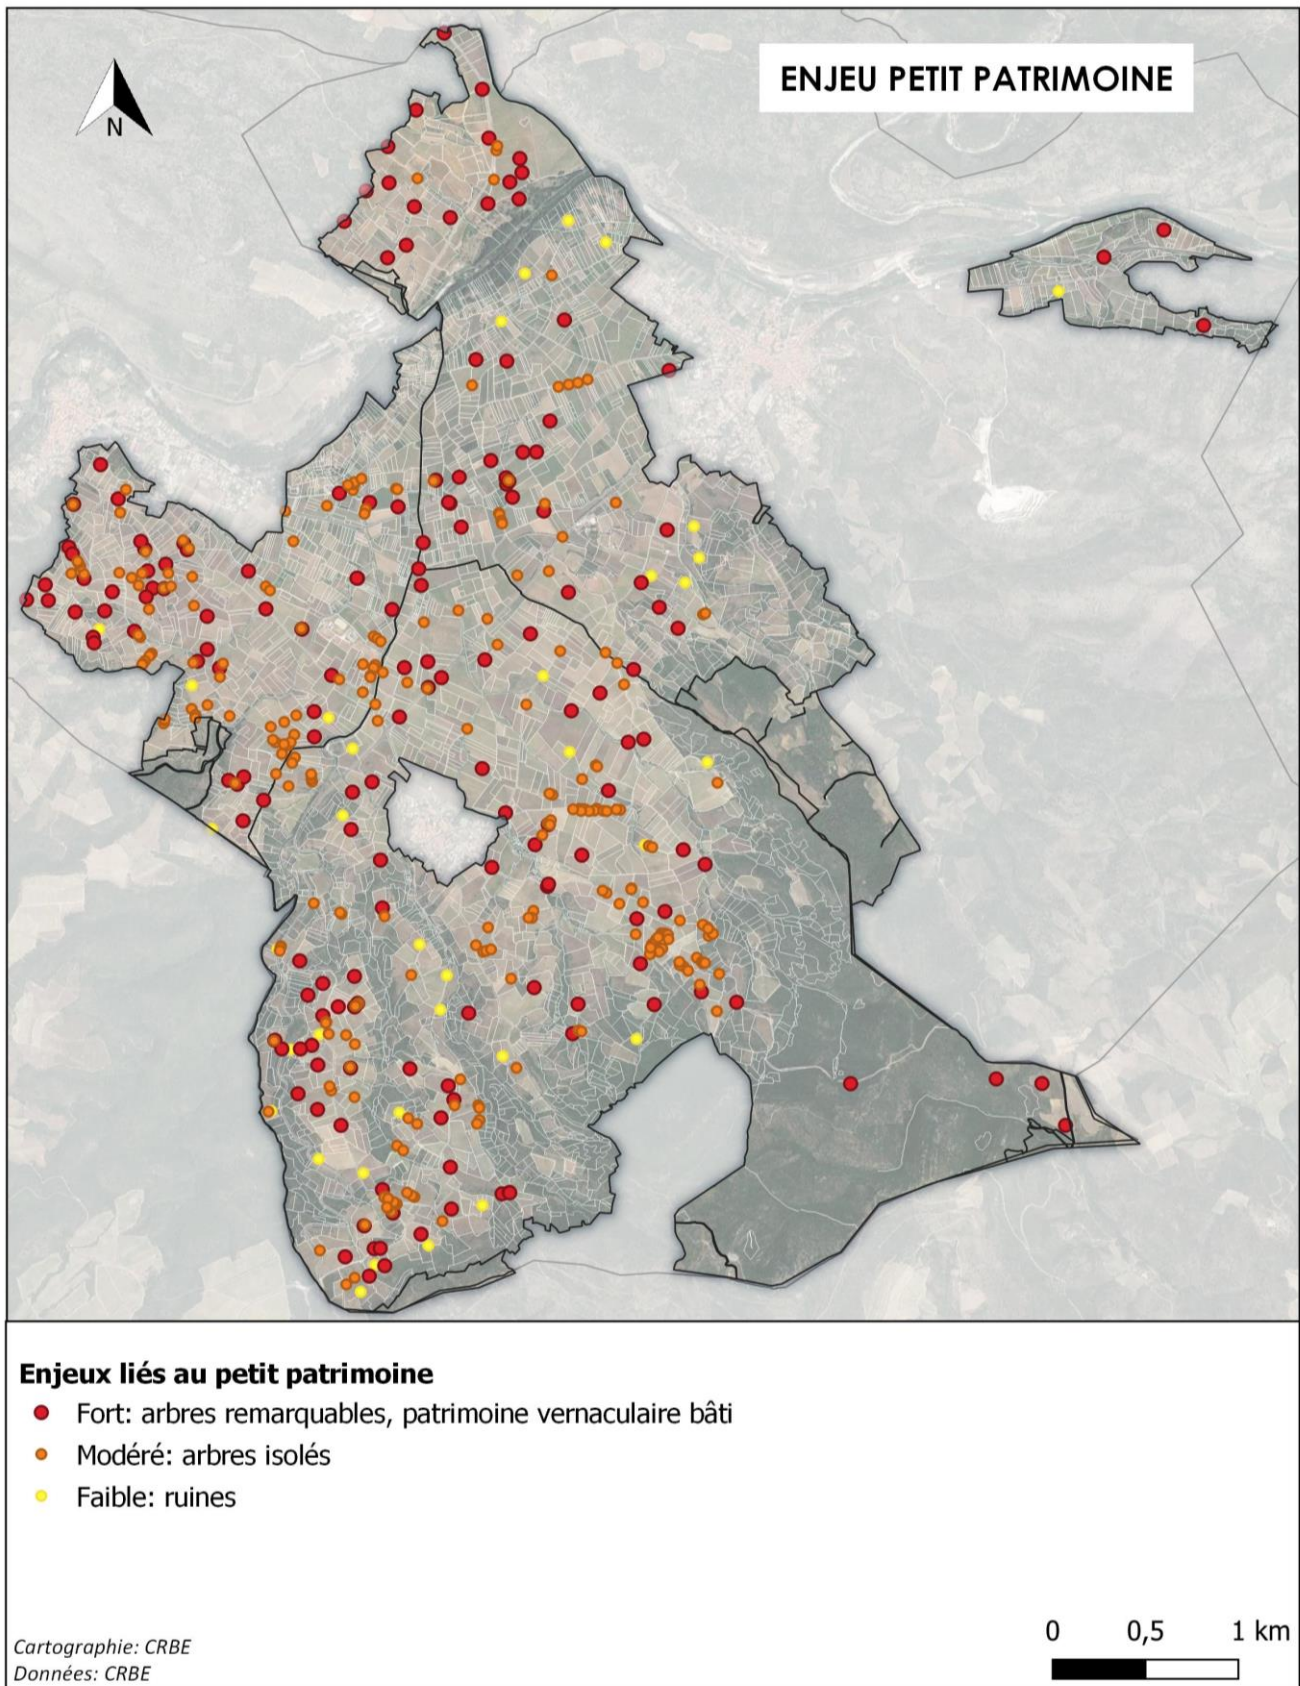 ENJEU PETIT PATRIMOINE
N
Enjeux liés au petit patrimoine
Fort: arbres remarquables, patrimoine vernaculaire bâti
Modéré: arbres isolés
Faible: ruines
Cartographie: CRBE
Données: CRBE
0 0,5 1 km